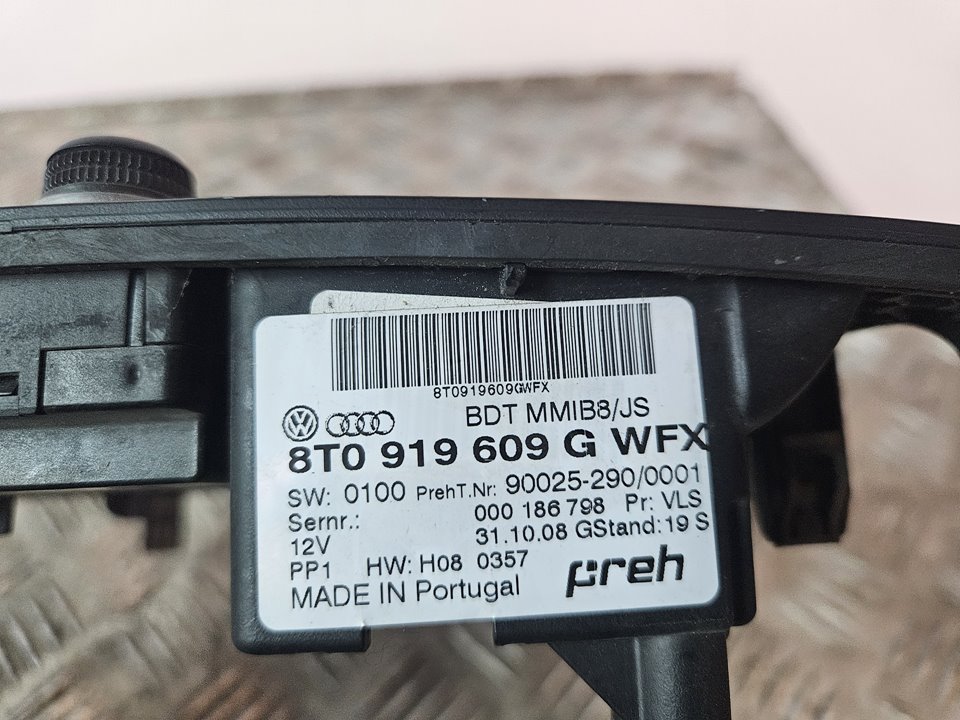 8T0919609GWFX
BDT MMIB8/JS
8T0 919 609 G WFX
SW: 0100 PrehT.Nr: 90025-290/0001
Sernr.: 000 186 798 Pr: VLS
12V 31.10.08 GStand: 19 S
PP1 HW: H08 0357
MADE IN Portugal preh